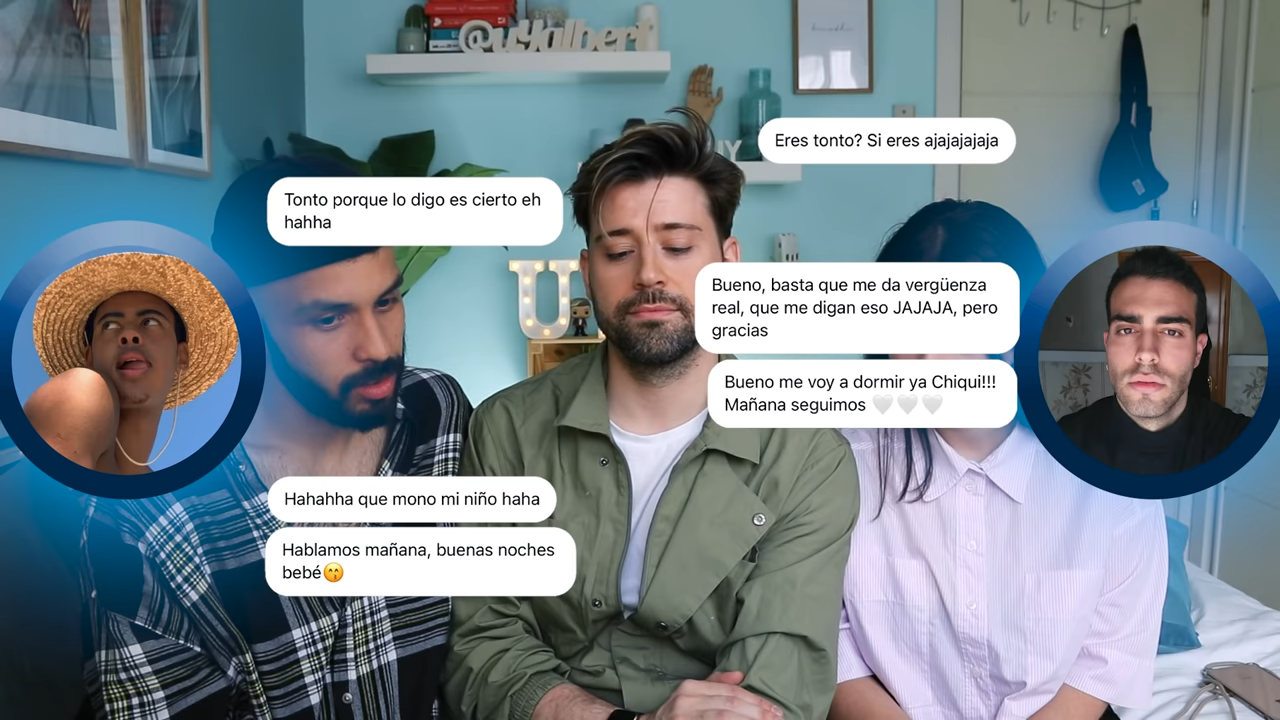 @uyalbert
Eres tonto? Si eres ajajajajaja
Tonto porque lo digo es cierto eh
hahha
U
Bueno, basta que me da vergüenza
real, que me digan eso JAJAJA, pero
gracias
Bueno me voy a dormir ya Chiqui!!!
Mañana seguimos 🤍🤍🤍
Hahahha que mono mi niño haha
Hablamos mañana, buenas noches
bebé😙